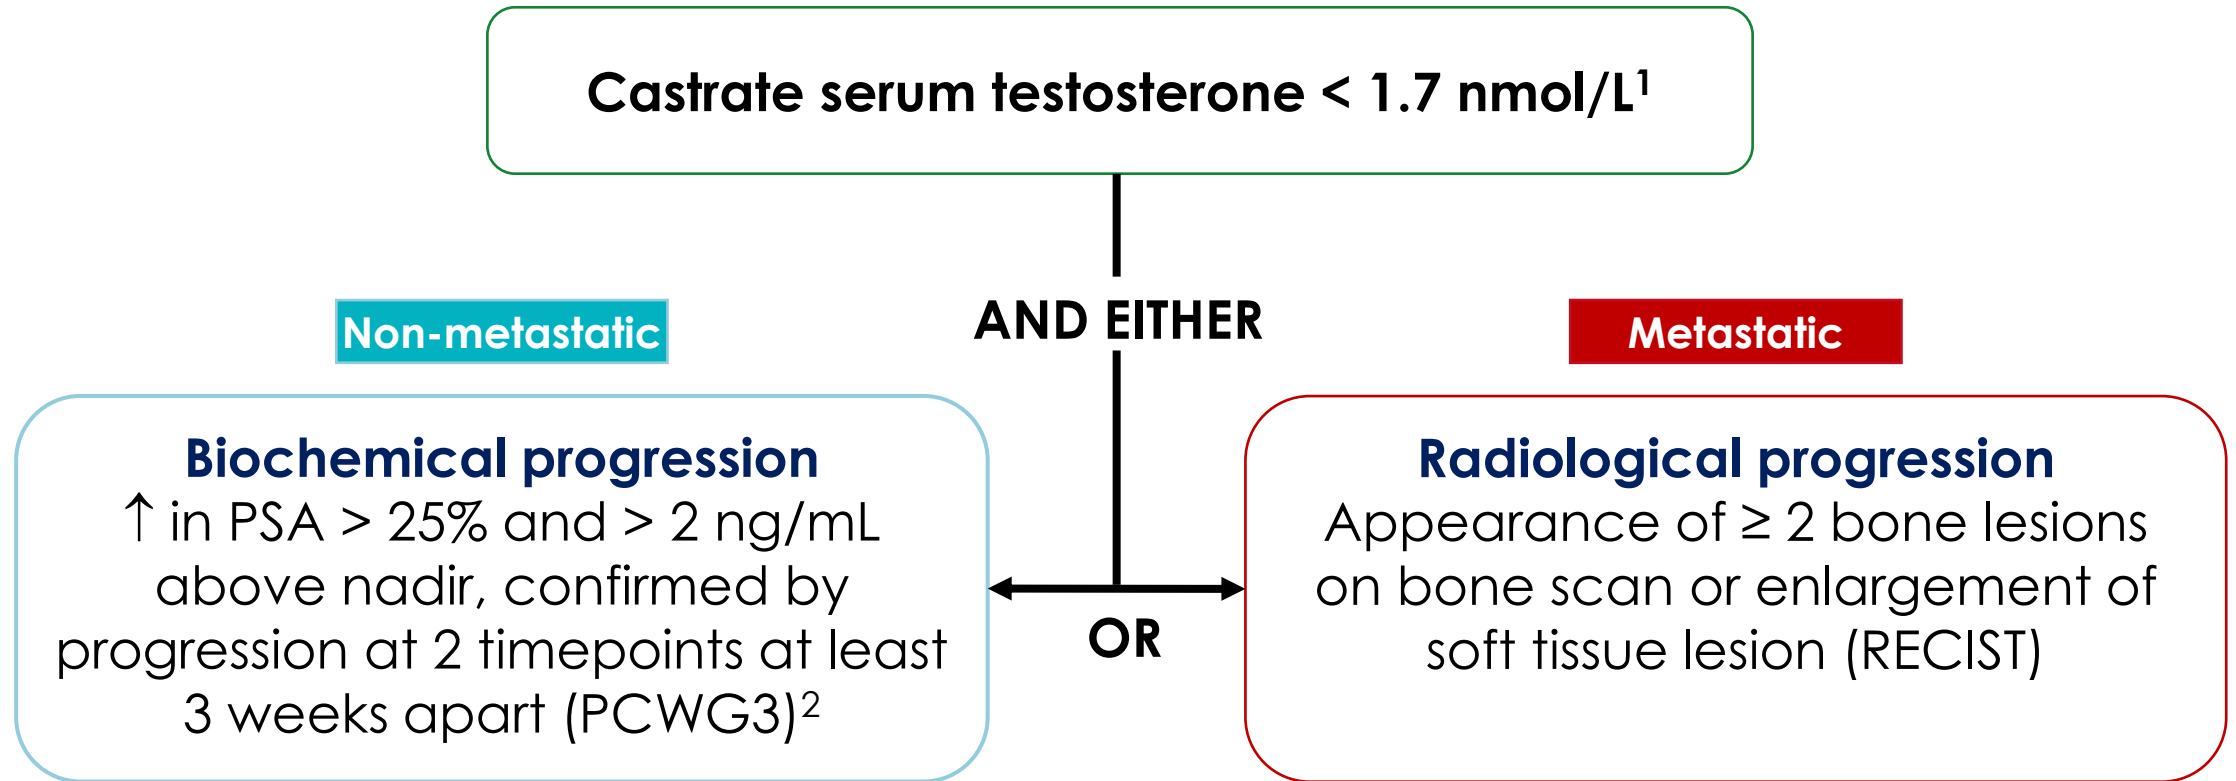 Castrate serum testosterone < 1.7 nmol/L¹
AND EITHER
Non-metastatic
Biochemical progression
↑ in PSA > 25% and > 2 ng/mL
above nadir, confirmed by
progression at 2 timepoints at least
3 weeks apart (PCWG3)²
OR
Metastatic
Radiological progression
Appearance of ≥ 2 bone lesions
on bone scan or enlargement of
soft tissue lesion (RECIST)